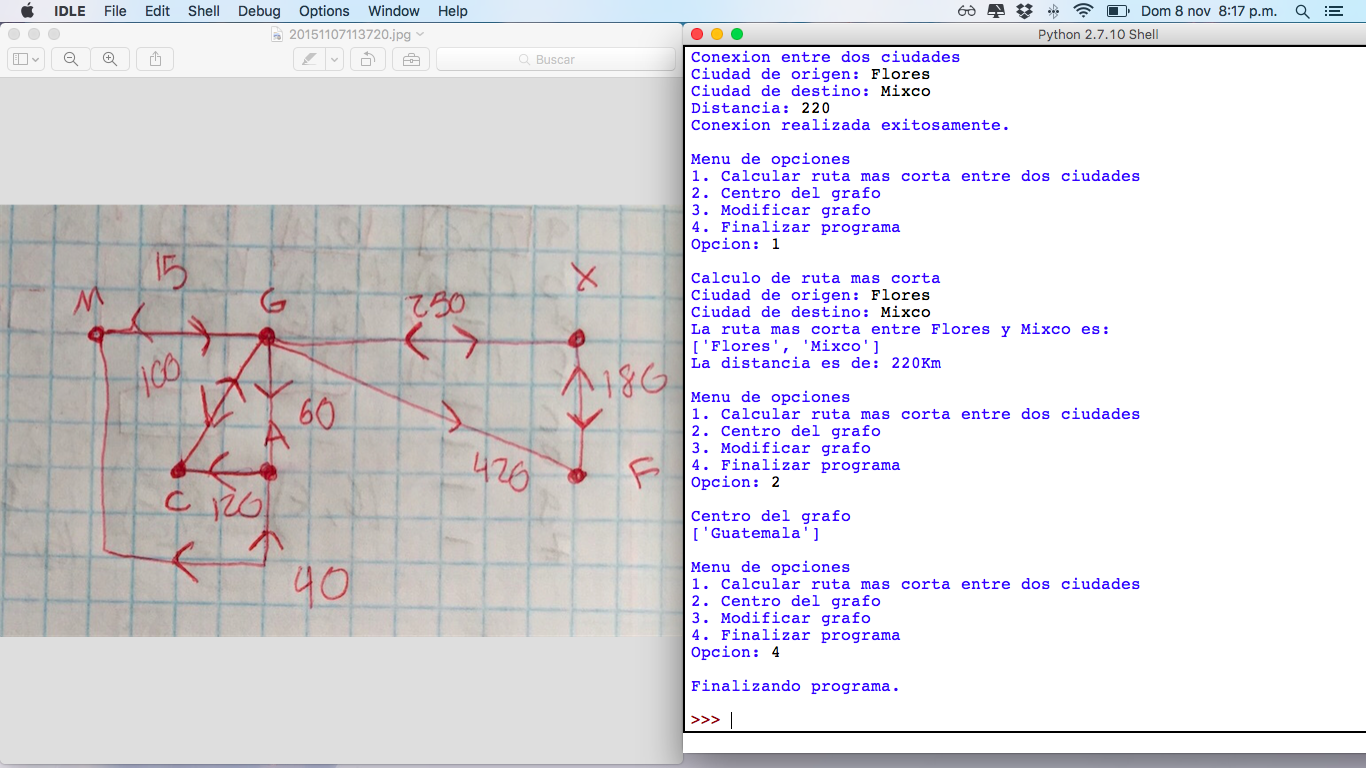 IDLE File Edit Shell Debug Options Window Help
Dom 8 nov 8:17 p.m.
20151107113720.jpg
Buscar
M
15
G
250
X
100
60
180
A
C
120
420
F
40
Python 2.7.10 Shell
Conexion entre dos ciudades
Ciudad de origen: Flores
Ciudad de destino: Mixco
Distancia: 220
Conexion realizada exitosamente.
Menu de opciones
1. Calcular ruta mas corta entre dos ciudades
2. Centro del grafo
3. Modificar grafo
4. Finalizar programa
Opcion: 1
Calculo de ruta mas corta
Ciudad de origen: Flores
Ciudad de destino: Mixco
La ruta mas corta entre Flores y Mixco es:
['Flores', 'Mixco']
La distancia es de: 220Km
Menu de opciones
1. Calcular ruta mas corta entre dos ciudades
2. Centro del grafo
3. Modificar grafo
4. Finalizar programa
Opcion: 2
Centro del grafo
['Guatemala']
Menu de opciones
1. Calcular ruta mas corta entre dos ciudades
2. Centro del grafo
3. Modificar grafo
4. Finalizar programa
Opcion: 4
Finalizando programa.
>>>